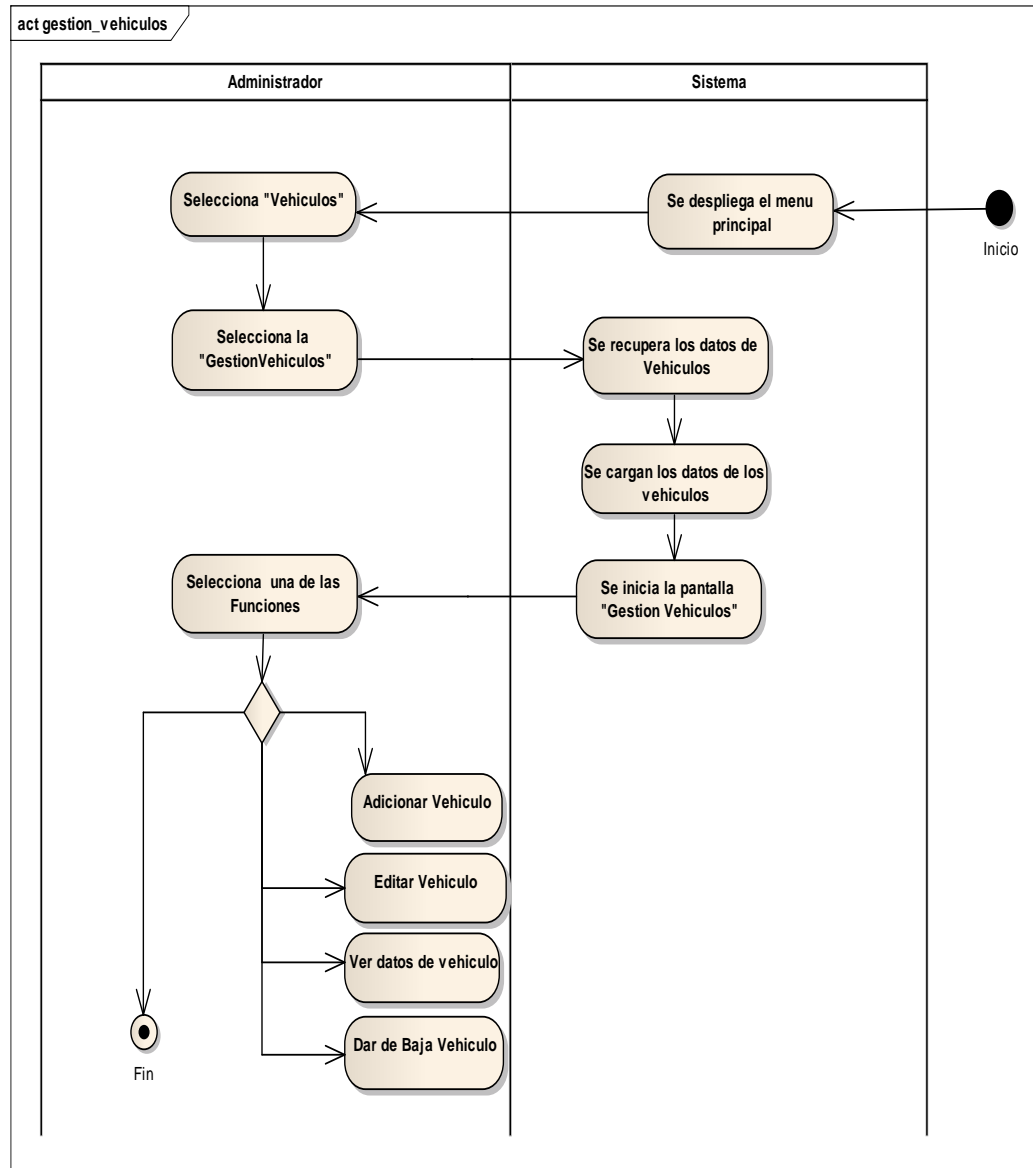 act gestion_vehiculos
Administrador
Sistema
Selecciona "Vehiculos"
Se despliega el menu
principal
Inicio
Selecciona la
"GestionVehiculos"
Se recupera los datos de
Vehiculos
Se cargan los datos de los
vehiculos
Selecciona una de las
Funciones
Se inicia la pantalla
"Gestion Vehiculos"
Adicionar Vehiculo
Editar Vehiculo
Ver datos de vehiculo
Dar de Baja Vehiculo
Fin